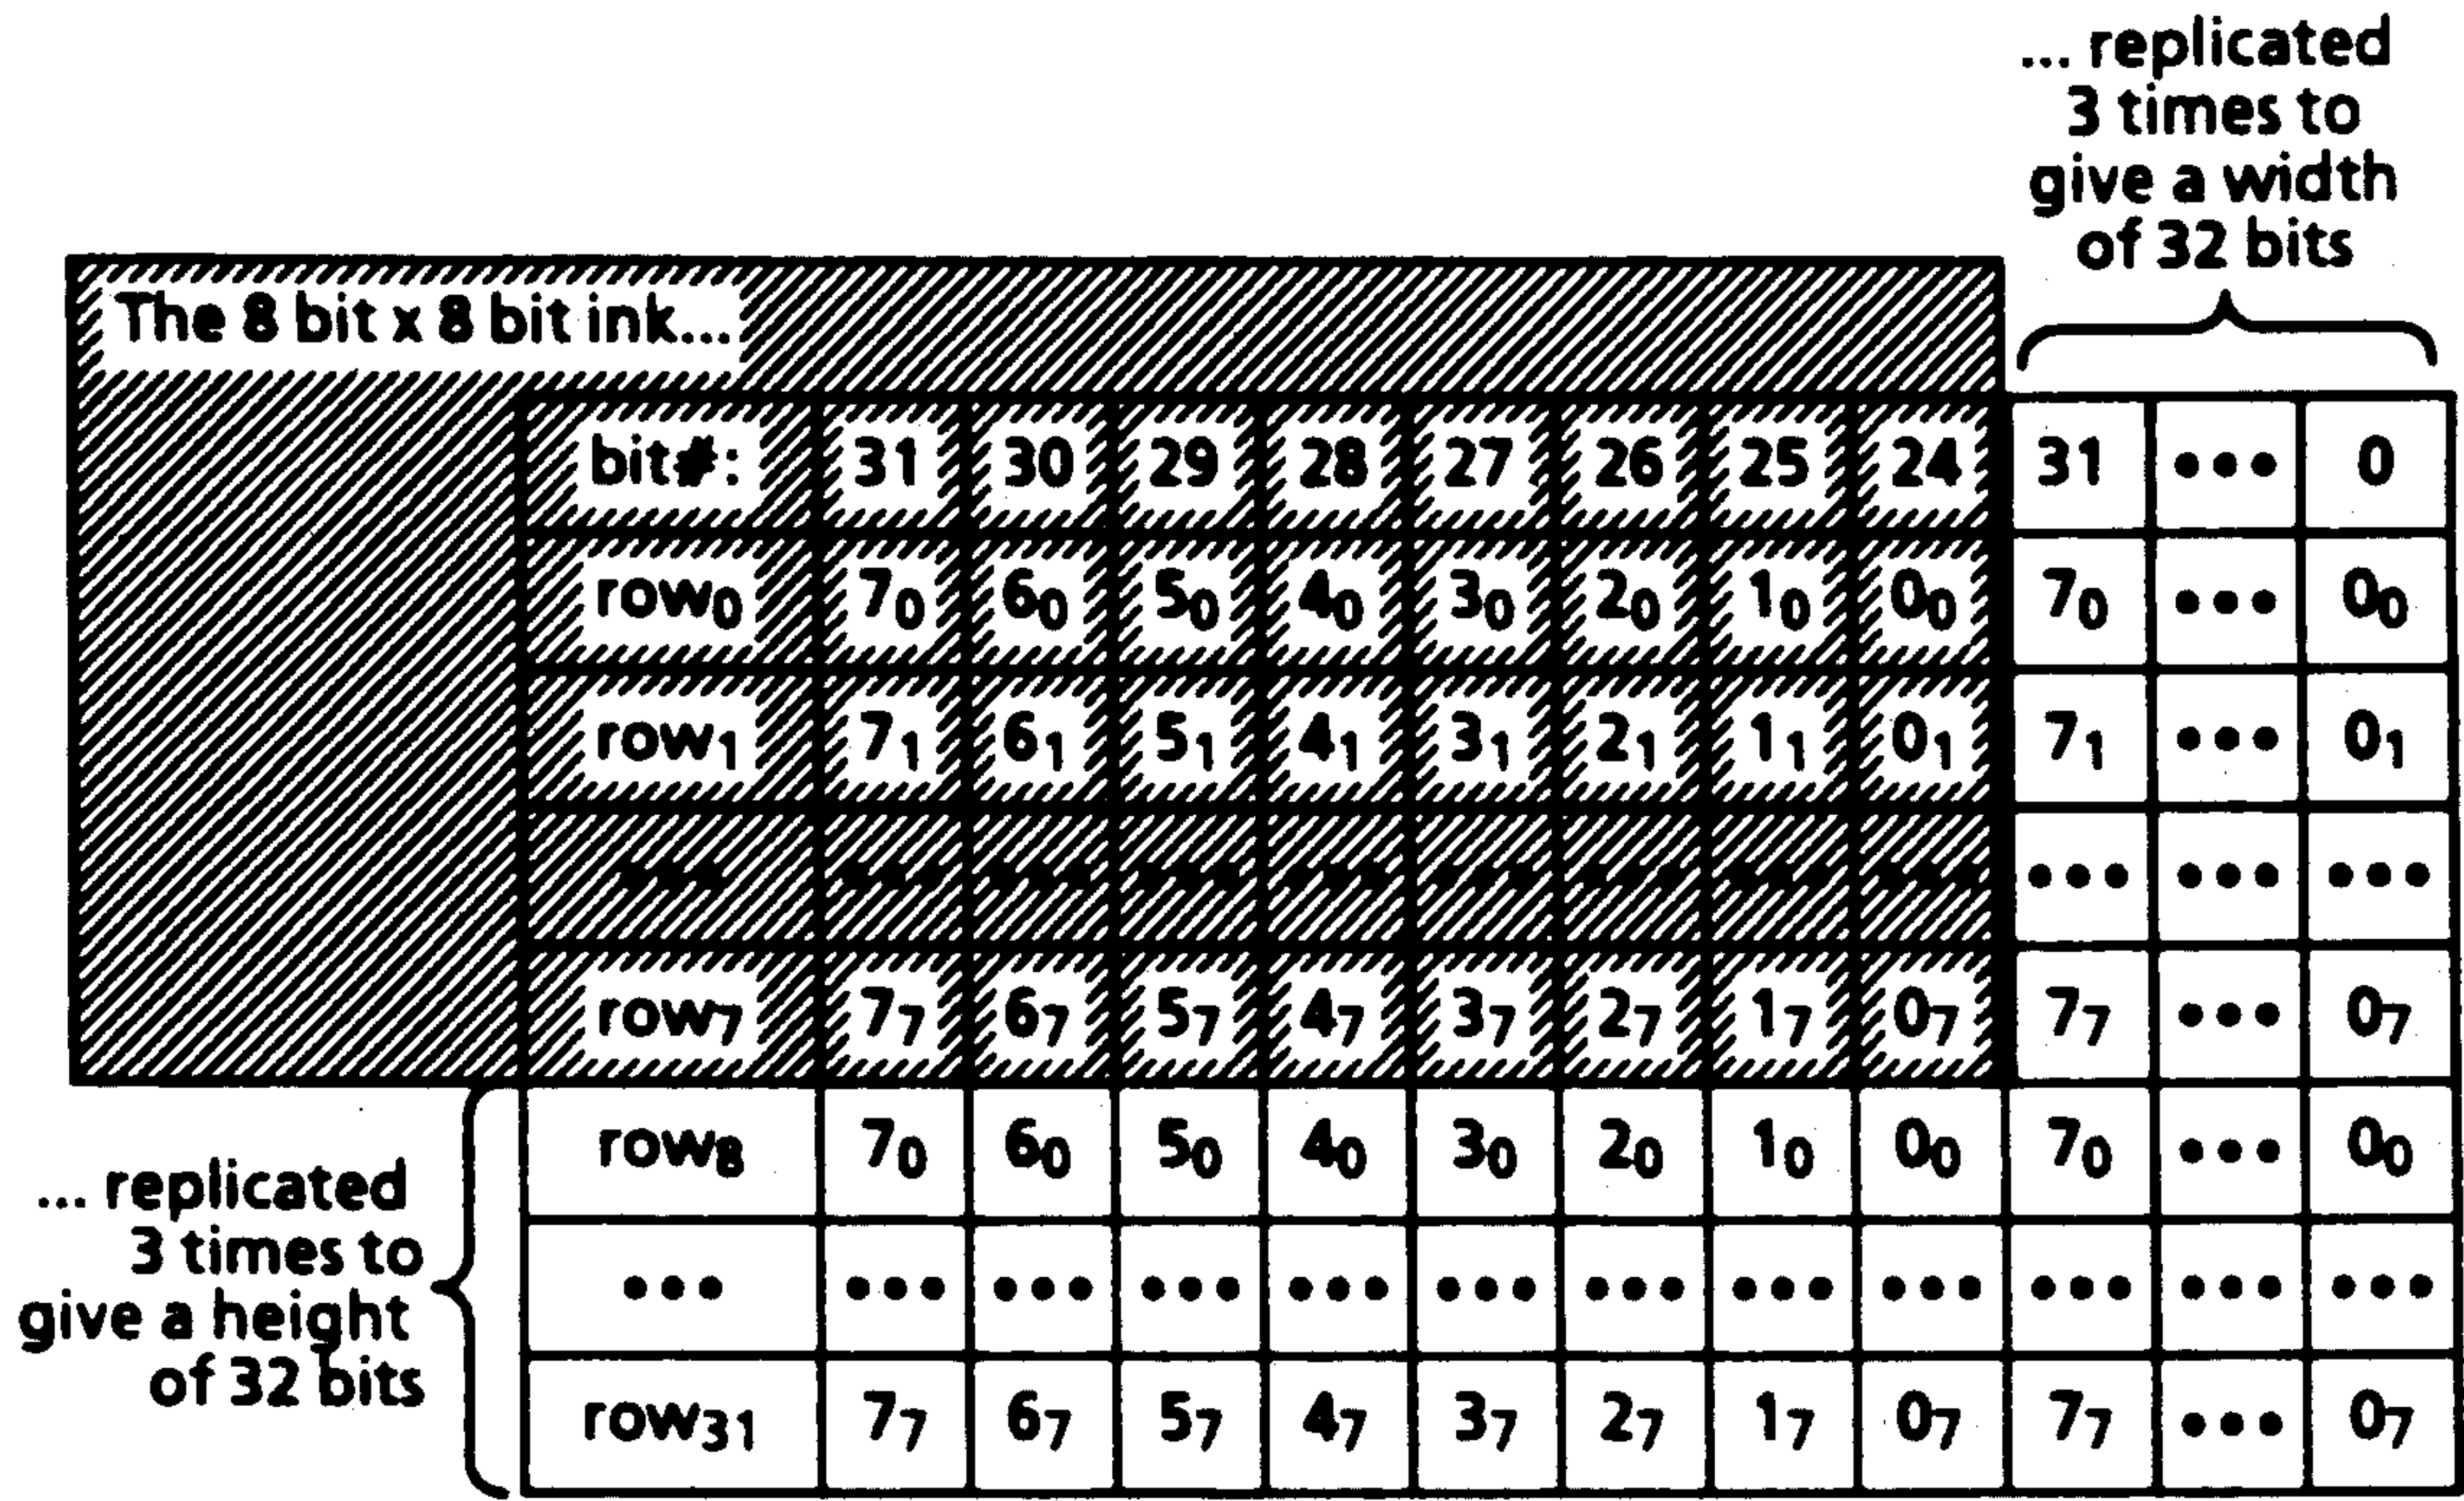 ... replicated
3 times to
give a width
of 32 bits
The 8 bit x 8 bit ink...
bit#: 31 30 29 28 27 26 25 24 31 ••• 0
row₀ 7₀ 6₀ 5₀ 4₀ 3₀ 2₀ 1₀ 0₀ 7₀ ••• 0₀
row₁ 7₁ 6₁ 5₁ 4₁ 3₁ 2₁ 1₁ 0₁ 7₁ ••• 0₁
••• ••• ••• ••• ••• ••• ••• ••• ••• ••• ••• •••
row₇ 7₇ 6₇ 5₇ 4₇ 3₇ 2₇ 1₇ 0₇ 7₇ ••• 0₇
row₈ 7₀ 6₀ 5₀ 4₀ 3₀ 2₀ 1₀ 0₀ 7₀ ••• 0₀
••• ••• ••• ••• ••• ••• ••• ••• ••• ••• ••• •••
row₃₁ 7₇ 6₇ 5₇ 4₇ 3₇ 2₇ 1₇ 0₇ 7₇ ••• 0₇
... replicated
3 times to
give a height
of 32 bits